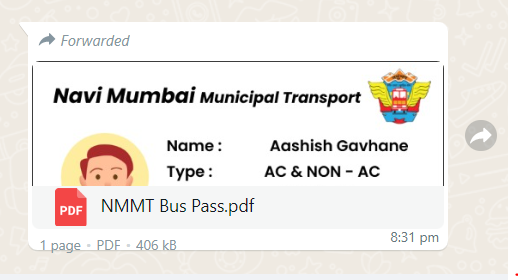 Forwarded
Navi Mumbai Municipal Transport
Name : Aashish Gavhane
Type : AC & NON - AC
PDF NMMT Bus Pass.pdf
1 page • PDF • 406 kB 8:31 pm